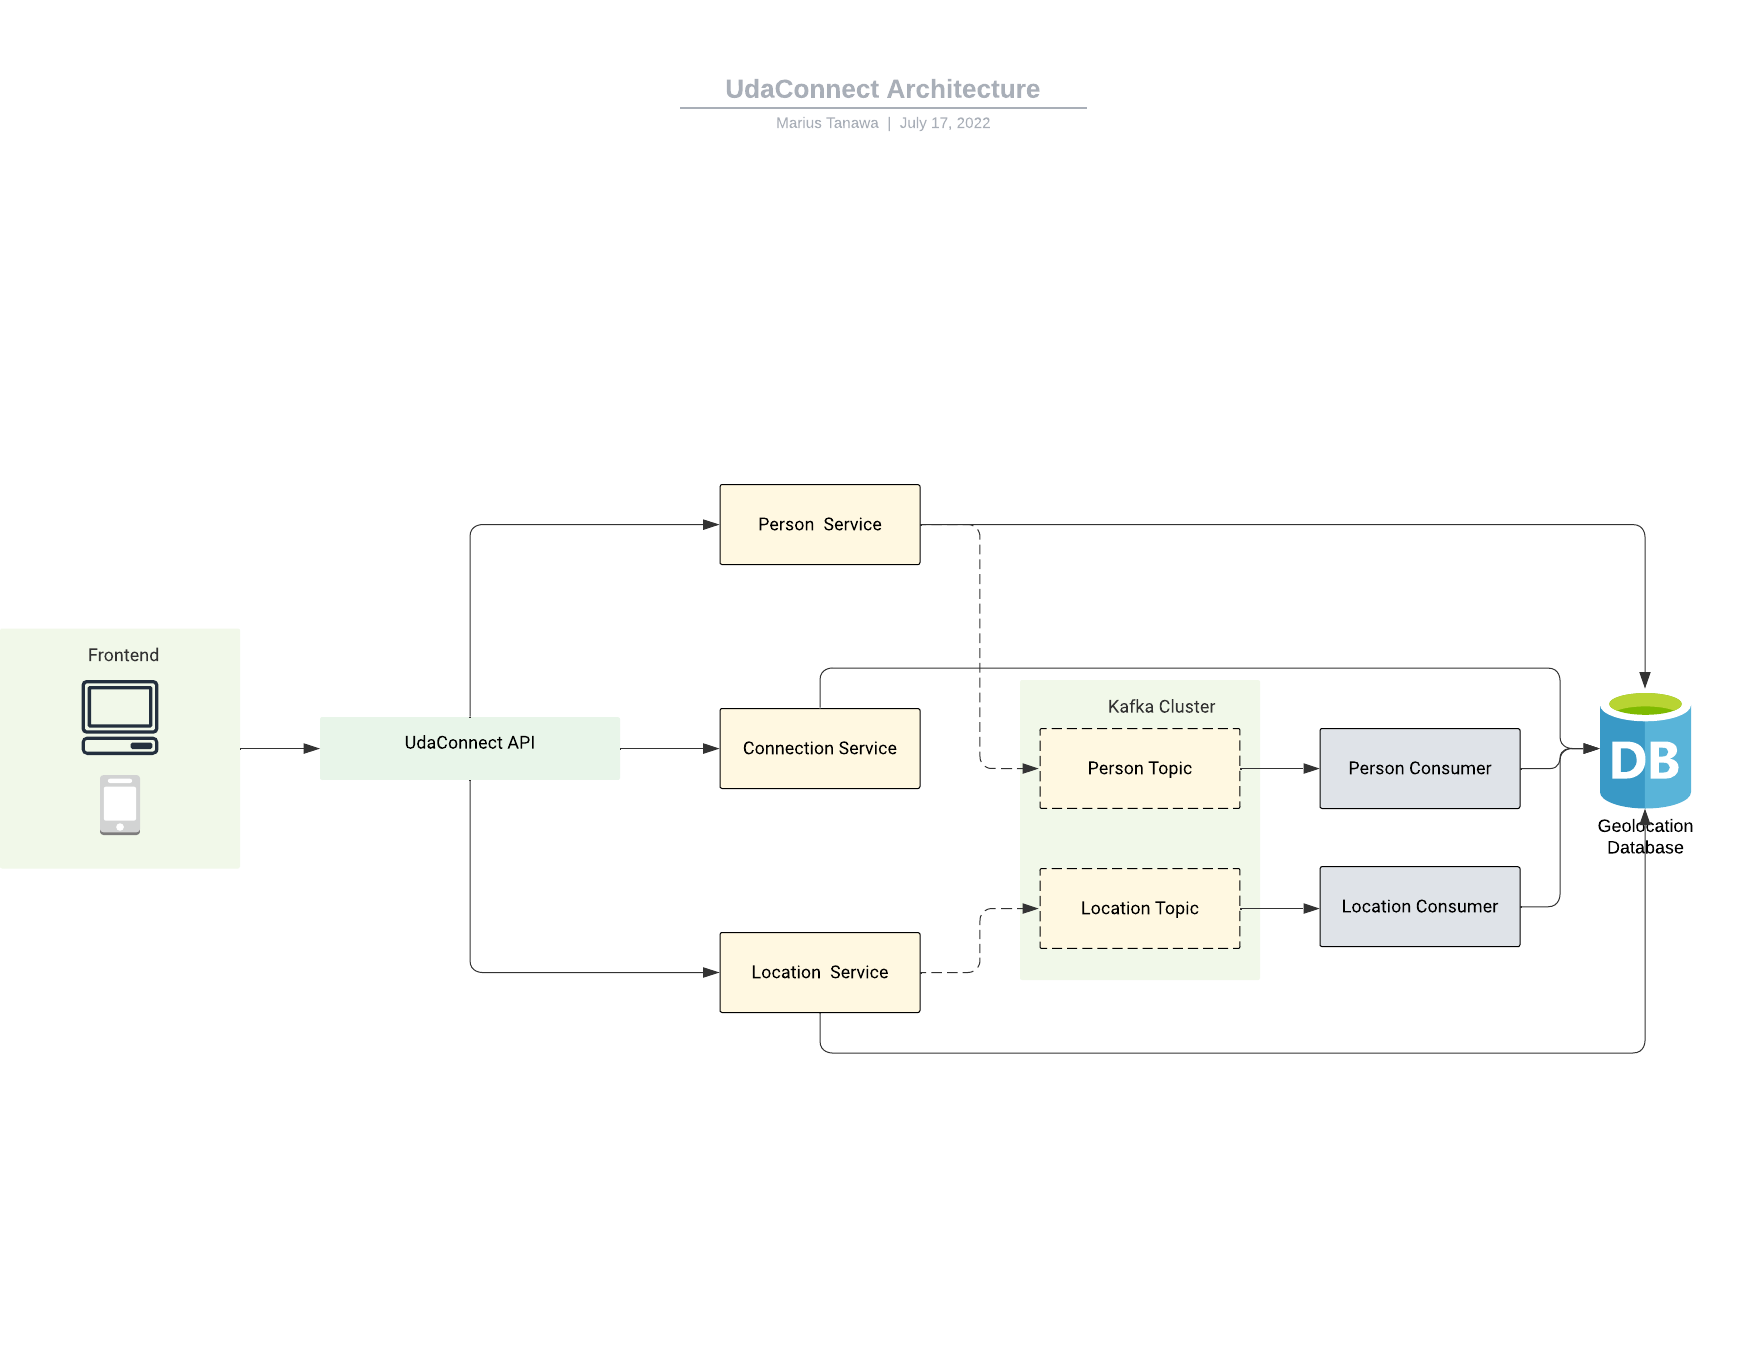 UdaConnect Architecture
Marius Tanawa | July 17, 2022
Frontend
UdaConnect API
Person Service
Connection Service
Location Service
Kafka Cluster
Person Topic
Location Topic
Person Consumer
Location Consumer
DB
Geolocation
Database